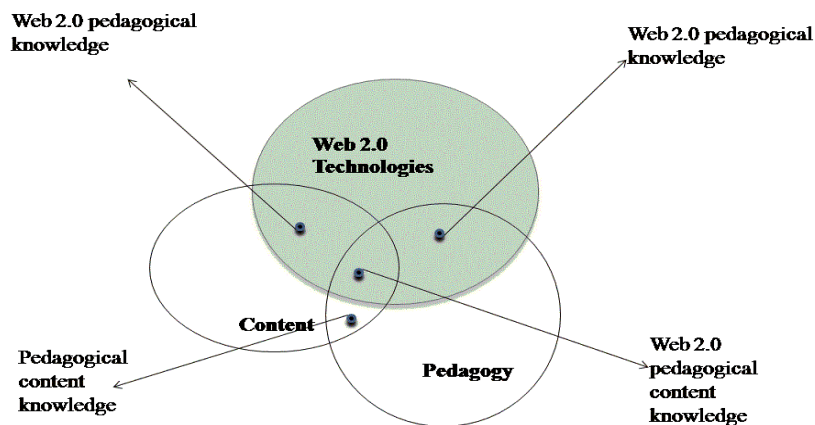 Web 2.0 pedagogical
knowledge
Web 2.0 pedagogical
knowledge
Web 2.0
Technologies
Content
Pedagogy
Pedagogical
content
knowledge
Web 2.0
pedagogical
content
knowledge